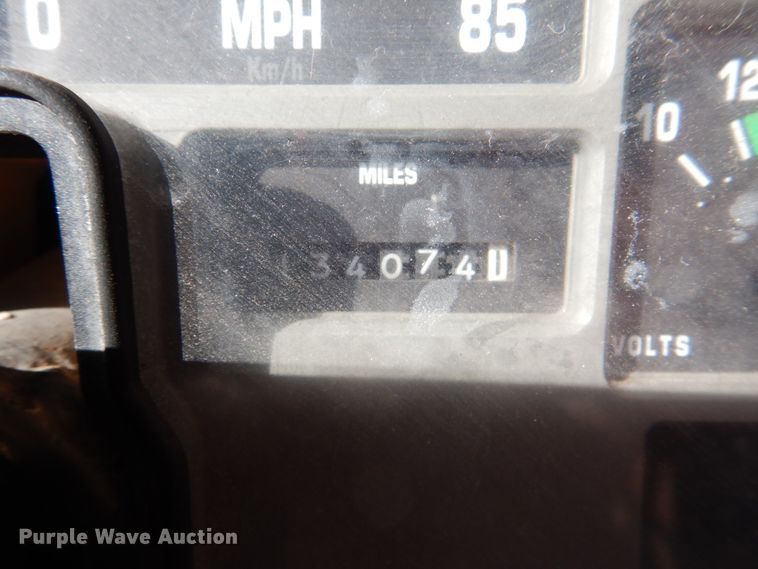 0 MPH 85
Km/h
12
10
MILES
34074
VOLTS
Purple Wave Auction